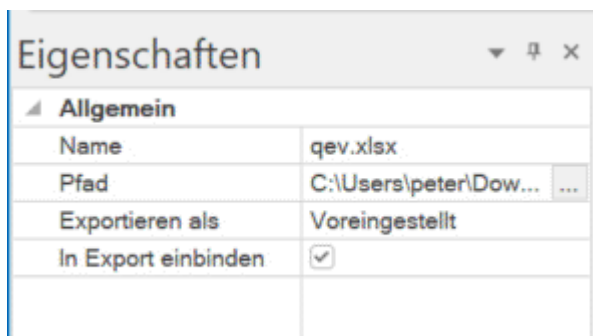 Eigenschaften
Allgemein
Name qev.xlsx
Pfad C:\Users\peter\Dow... ...
Exportieren als Voreingestellt
In Export einbinden